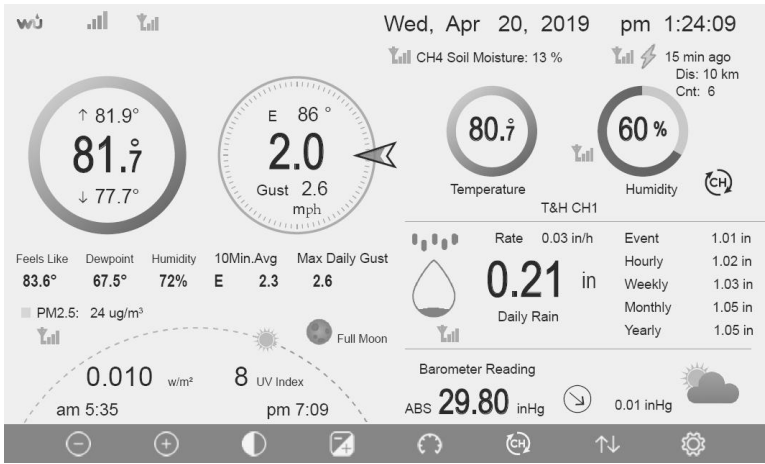 wu
Wed, Apr 20, 2019 pm 1:24:09
CH4 Soil Moisture: 13 %
15 min ago
Dis: 10 km
Cnt: 6
↑ 81.9°
81.7°
↓ 77.7°
E 86 °
2.0
Gust 2.6
mph
80.7°
Temperature
60 %
Humidity
CH
T&H CH1
Feels Like Dewpoint Humidity 10Min.Avg Max Daily Gust
83.6° 67.5° 72% E 2.3 2.6
PM2.5: 24 ug/m³
Full Moon
0.010 w/m² 8 UV Index
am 5:35 pm 7:09
Rate 0.03 in/h
0.21 in
Daily Rain
Event 1.01 in
Hourly 1.02 in
Weekly 1.03 in
Monthly 1.05 in
Yearly 1.05 in
Barometer Reading
ABS 29.80 inHg 0.01 inHg
CH